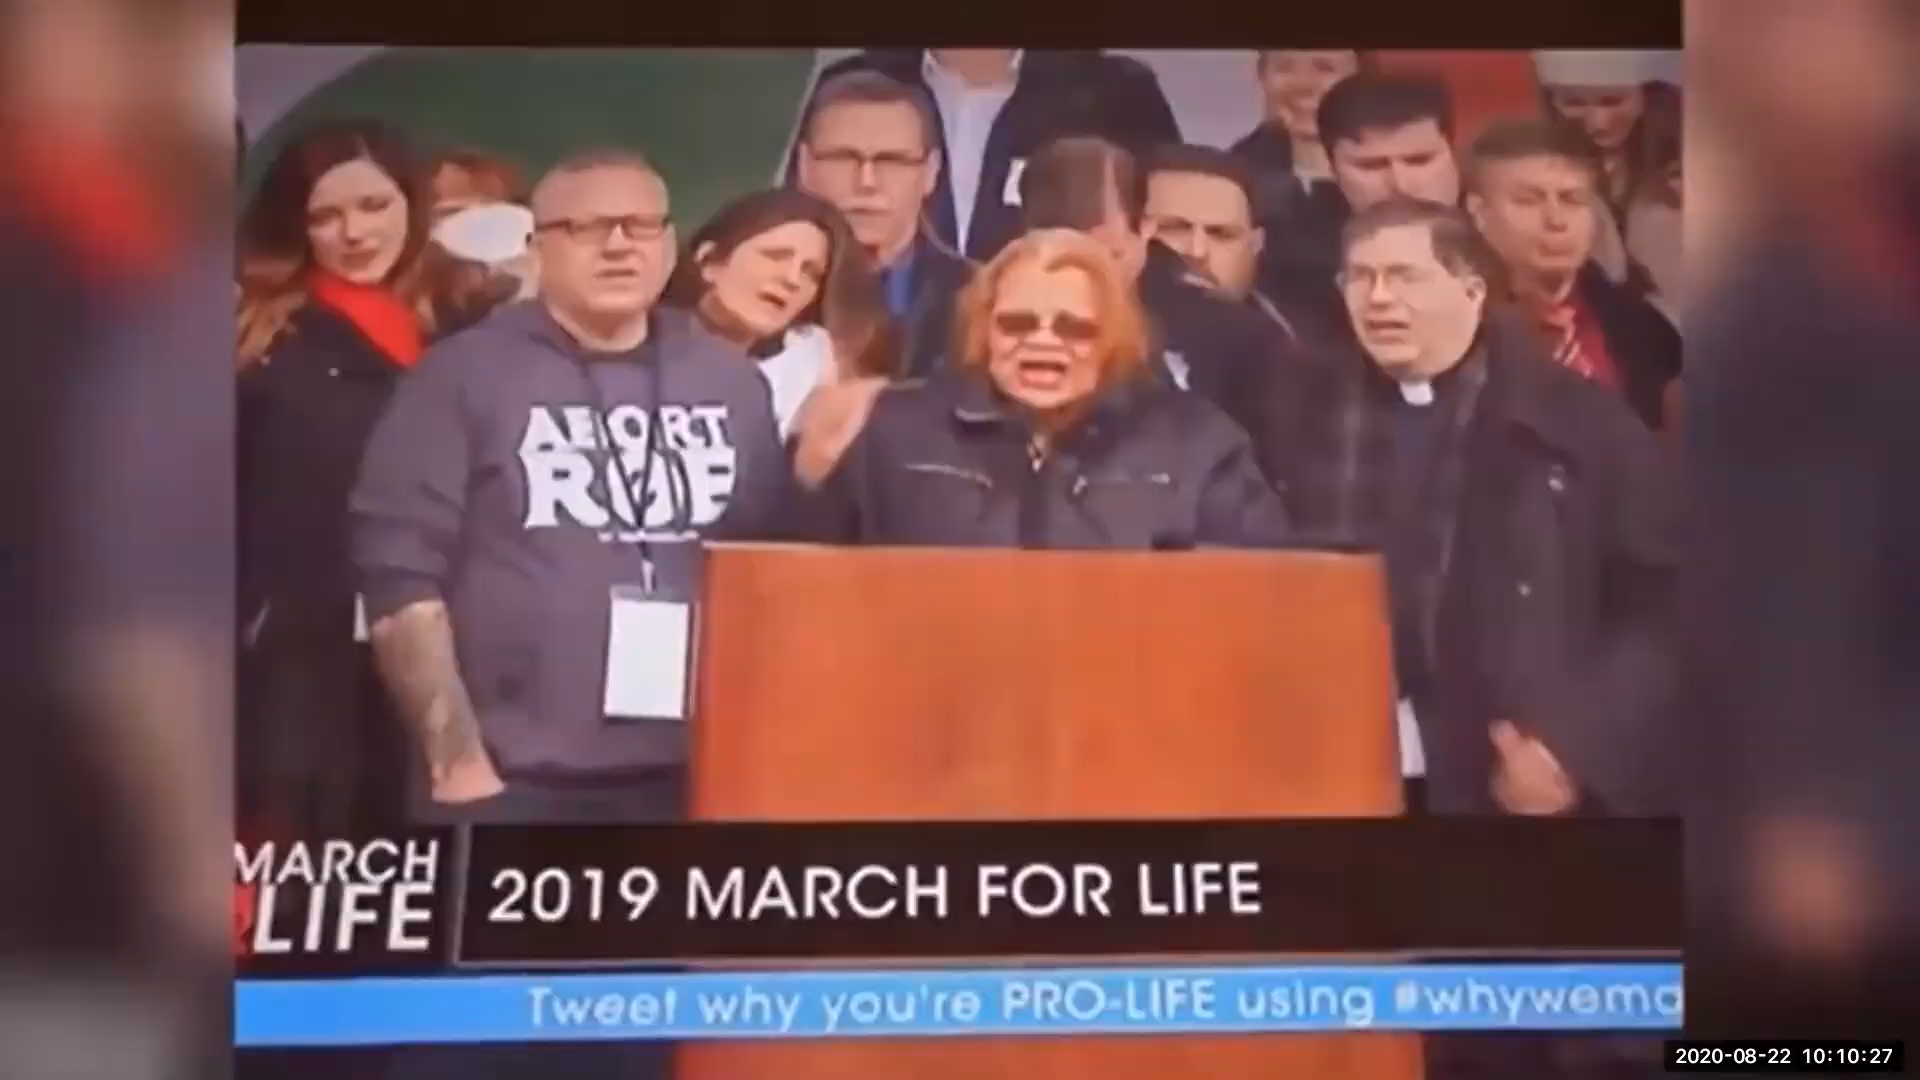 ABORT
ROE
MARCH
LIFE
2019 MARCH FOR LIFE
Tweet why you're PRO-LIFE using #whywema
2020-08-22 10:10:27